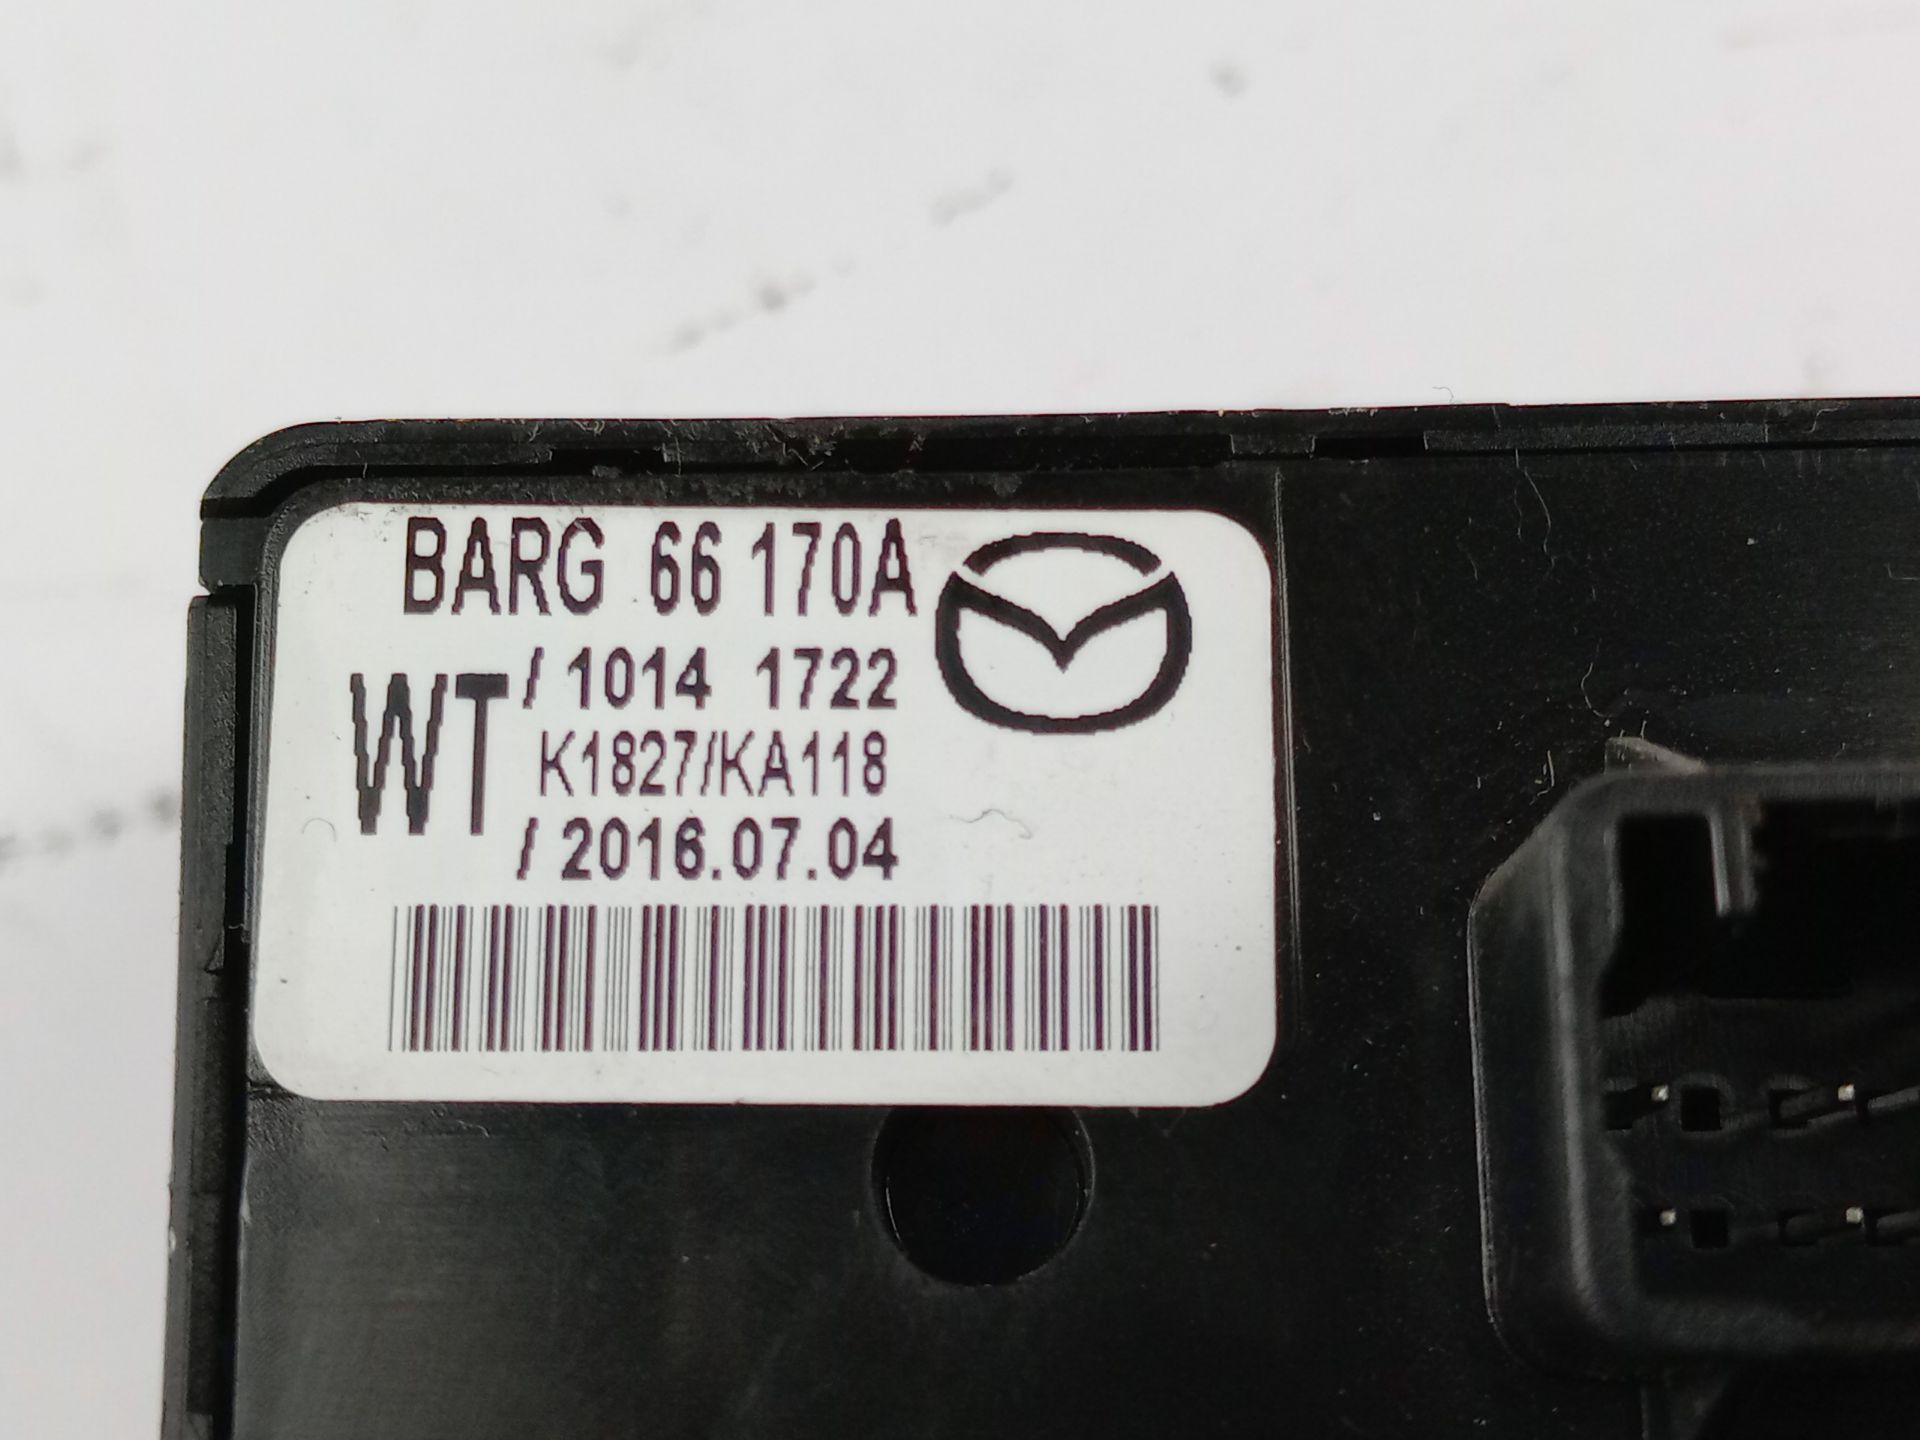 BARG 66 170A
WT / 1014 1722
K1827/KA118
/ 2016.07.04